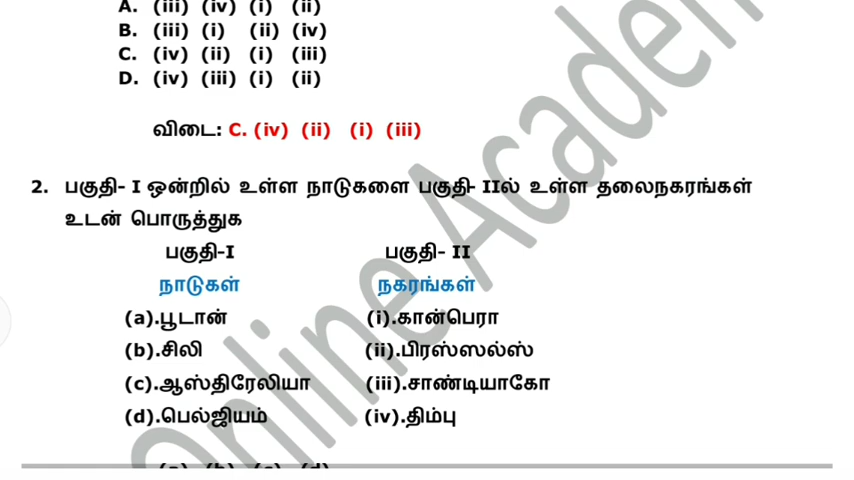 A. (iii) (iv) (i) (ii)
B. (iii) (i) (ii) (iv)
C. (iv) (ii) (i) (iii)
D. (iv) (iii) (i) (ii)
விடை: C. (iv) (ii) (i) (iii)
2. பகுதி- I ஒன்றில் உள்ள நாடுகளை பகுதி- IIல் உள்ள தலைநகரங்கள்
உடன் பொருத்துக
பகுதி-I பகுதி- II
நாடுகள் நகரங்கள்
(a).பூடான் (i).கான்பெரா
(b).சிலி (ii).பிரஸ்ஸல்ஸ்
(c).ஆஸ்திரேலியா (iii).சாண்டியாகோ
(d).பெல்ஜியம் (iv).திம்பு
(a) (b) (c) (d)
Online Academ